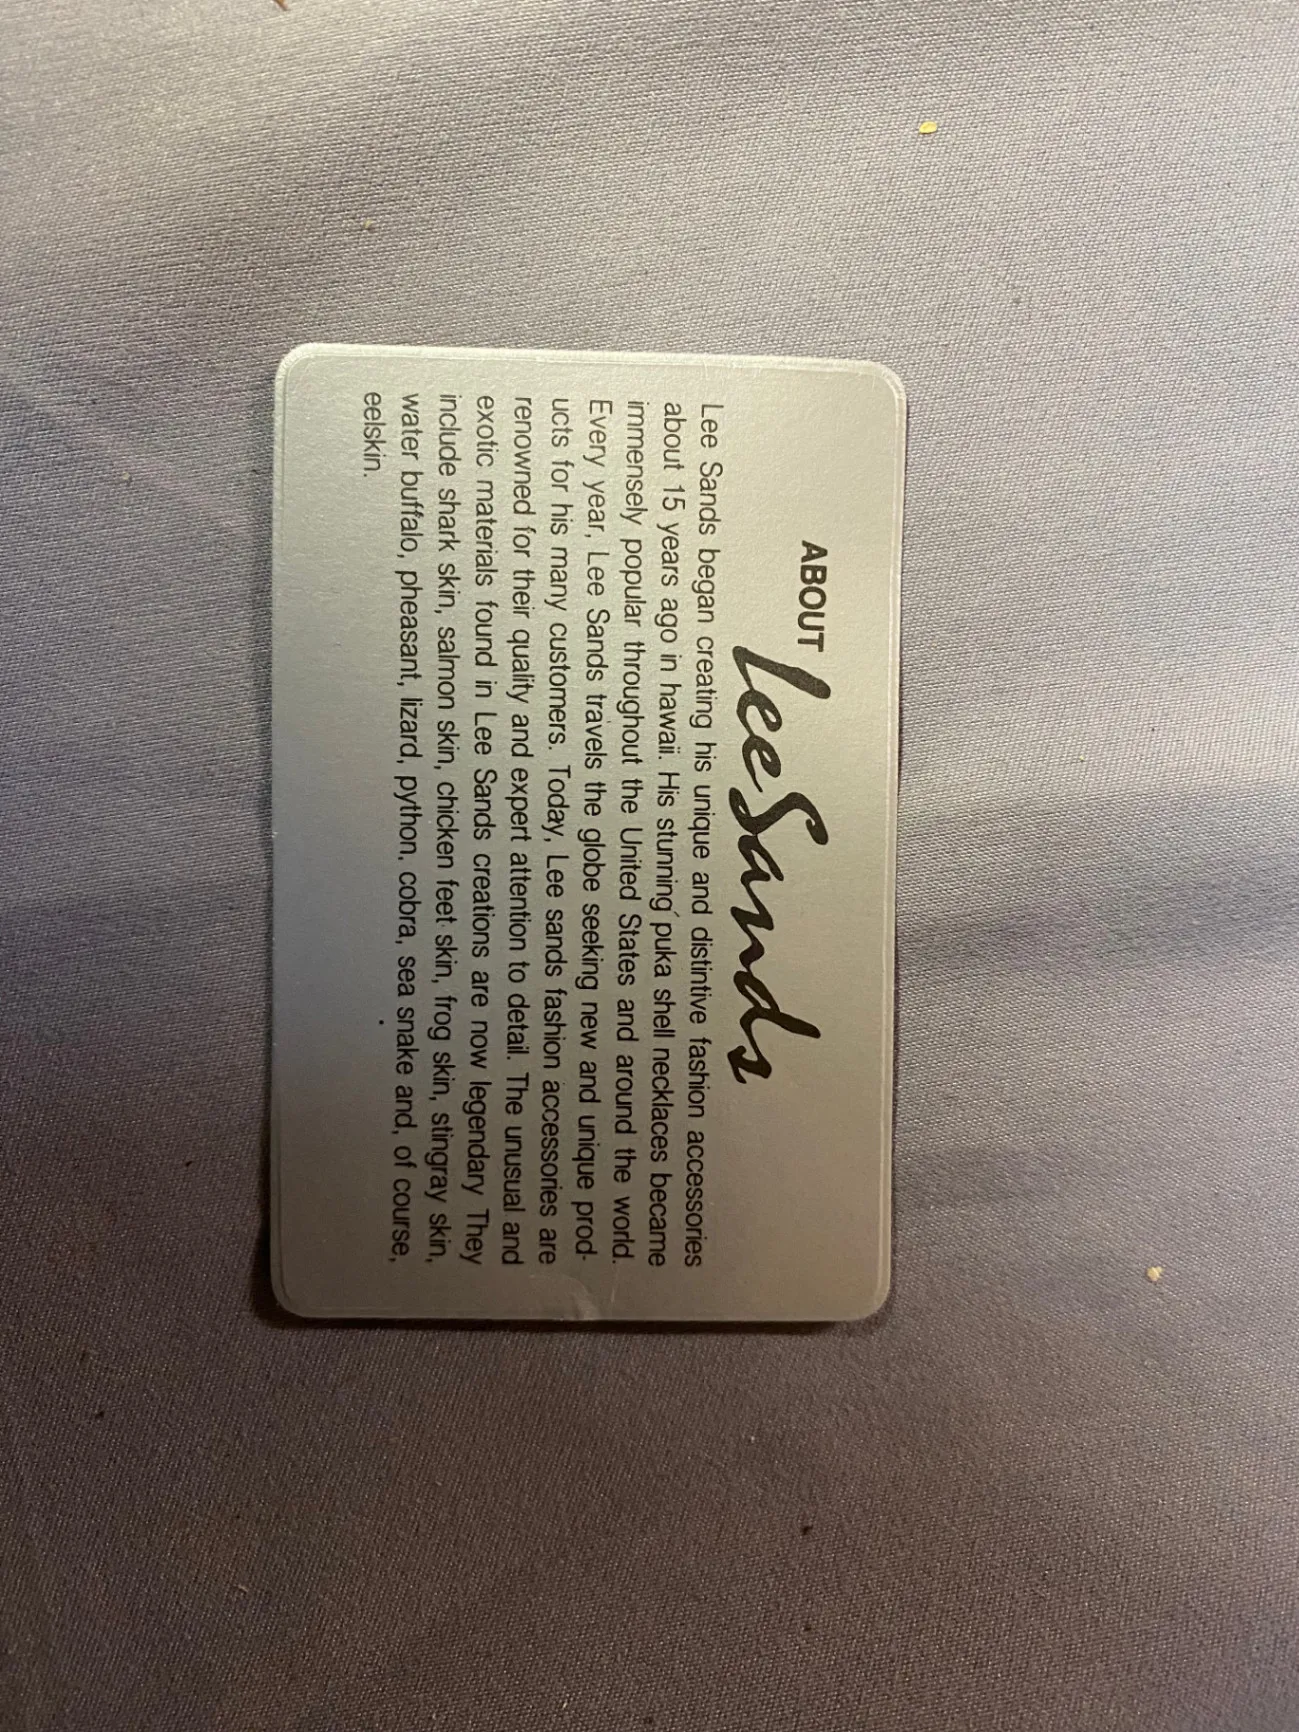 ABOUT Lee Sands
Lee Sands began creating his unique and distintive fashion accessories
about 15 years ago in hawaii. His stunning puka shell necklaces became
immensely popular throughout the United States and around the world.
Every year, Lee Sands travels the globe seeking new and unique prod-
ucts for his many customers. Today, Lee sands fashion accessories are
renowned for their quality and expert attention to detail. The unusual and
exotic materials found in Lee Sands creations are now legendary They
include shark skin, salmon skin, chicken feet skin, frog skin, stingray skin,
water buffalo, pheasant, lizard, python, cobra, sea snake and, of course,
eelskin.